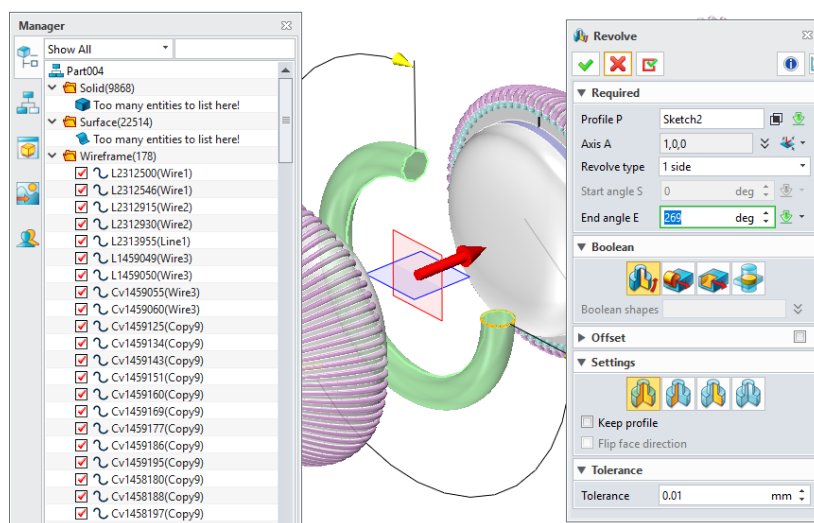 Manager
Show All
Part004
Solid(9868)
Too many entities to list here!
Surface(22514)
Too many entities to list here!
Wireframe(178)
L2312500(Wire1)
L2312546(Wire1)
L2312915(Wire2)
L2312930(Wire2)
L2313955(Line1)
L1459049(Wire3)
L1459050(Wire3)
Cv1459055(Wire3)
Cv1459060(Wire3)
Cv1459125(Copy9)
Cv1459134(Copy9)
Cv1459143(Copy9)
Cv1459151(Copy9)
Cv1459160(Copy9)
Cv1459169(Copy9)
Cv1459177(Copy9)
Cv1459186(Copy9)
Cv1459195(Copy9)
Cv1458180(Copy9)
Cv1458188(Copy9)
Cv1458197(Copy9)
Revolve
Required
Profile P Sketch2
Axis A 1,0,0
Revolve type 1 side
Start angle S 0 deg
End angle E 269 deg
Boolean
Boolean shapes
Offset
Settings
Keep profile
Flip face direction
Tolerance
Tolerance 0.01 mm